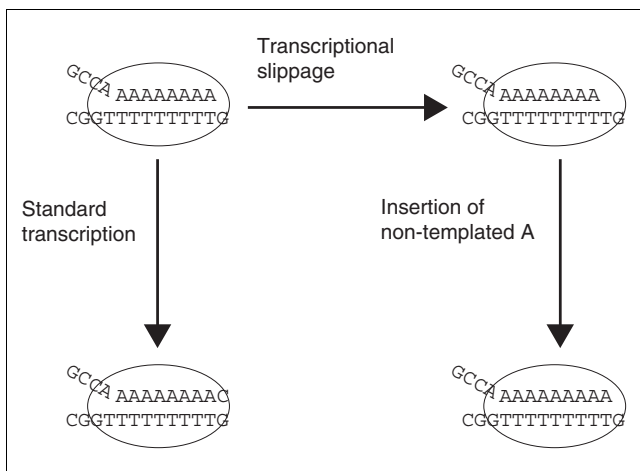 Transcriptional
slippage
GCCA AAAAAAAA
CGGTTTTTTTTTG
GCCA AAAAAAAA
CGGTTTTTTTTTG
Standard
transcription
Insertion of
non-templated A
GCCA AAAAAAAAC
CGGTTTTTTTTTG
GCCA AAAAAAAAA
CGGTTTTTTTTTG